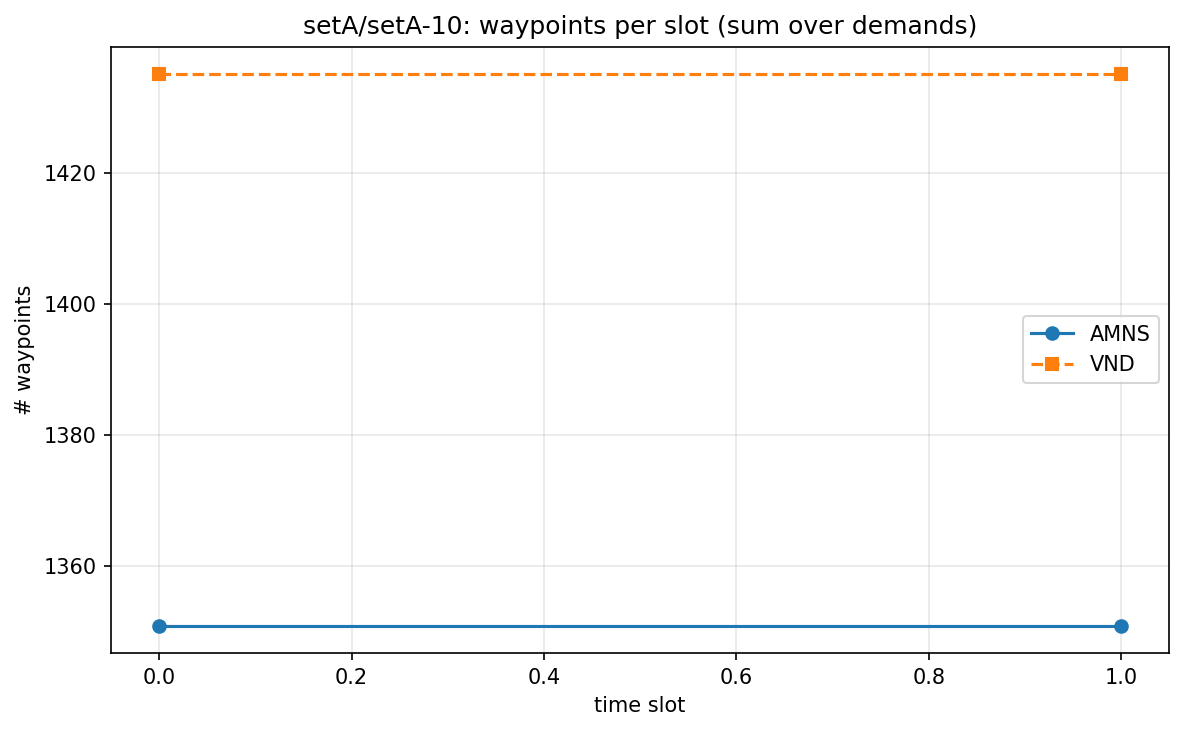 setA/setA-10: waypoints per slot (sum over demands)
# waypoints
1420
1400
1380
1360
AMNS
VND
0.0
0.2
0.4
0.6
0.8
1.0
time slot